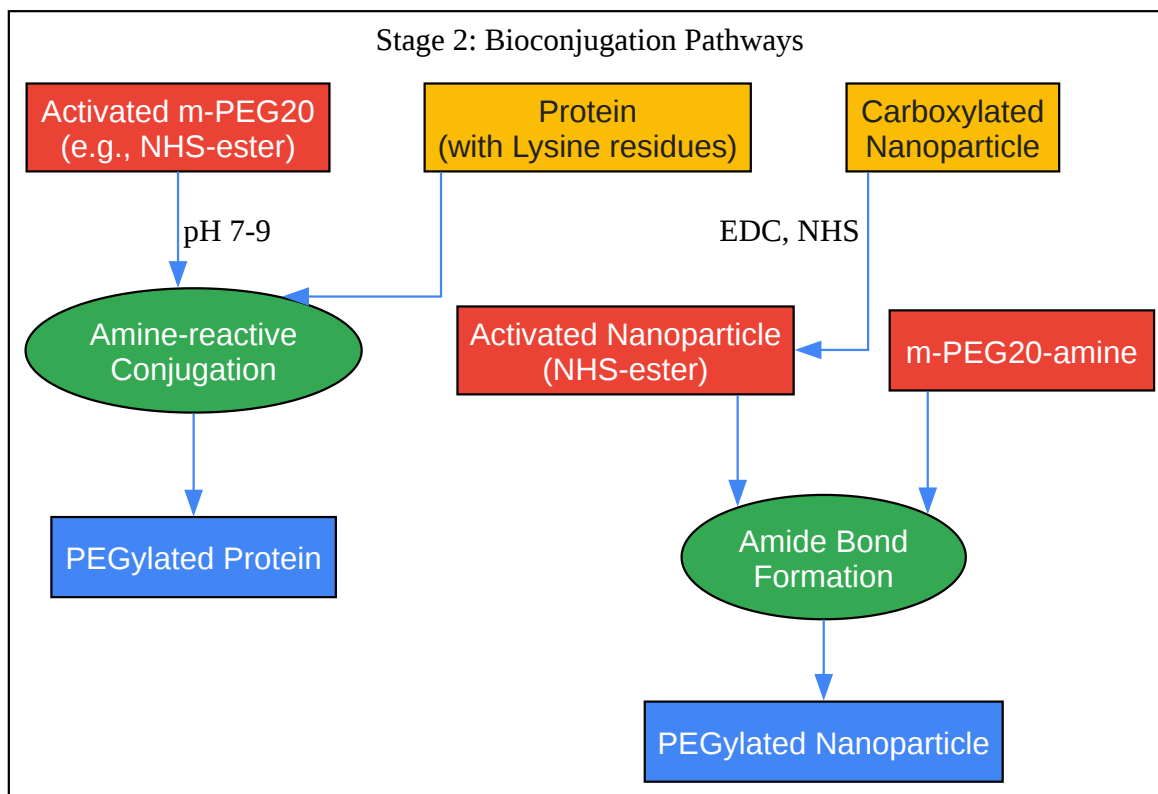 Stage 2: Bioconjugation Pathways
Activated m-PEG20
(e.g., NHS-ester)
Protein
(with Lysine residues)
Carboxylated
Nanoparticle
pH 7-9
EDC, NHS
Amine-reactive
Conjugation
Activated Nanoparticle
(NHS-ester)
m-PEG20-amine
PEGylated Protein
Amide Bond
Formation
PEGylated Nanoparticle